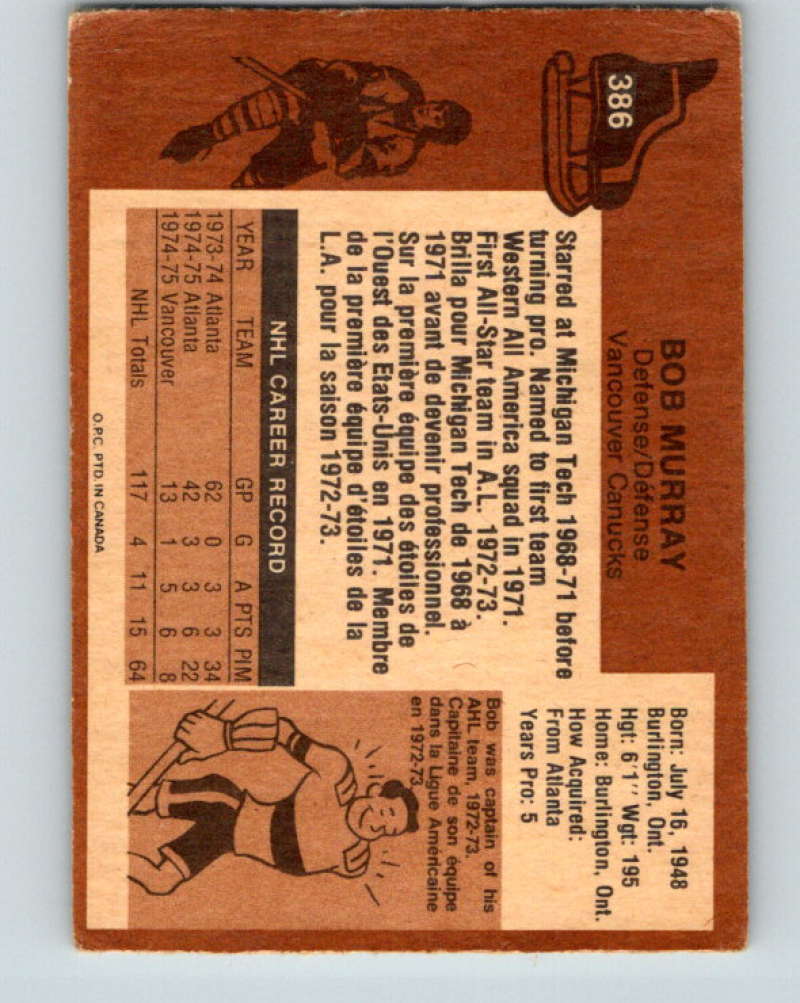 386
BOB MURRAY
Defense/Défense
Vancouver Canucks
Starred at Michigan Tech 1968-71 before
turning pro. Named to first team
Western All America squad in 1971.
First All-Star team in A.L. 1972-73.
Brilla pour Michigan Tech de 1968 à
1971 avant de devenir professionnel.
Sur la première équipe des étoiles de
l'Ouest des Etats-Unis en 1971. Membre
de la première équipe d'étoiles de la
L.A. pour la saison 1972-73.
NHL CAREER RECORD
YEAR TEAM GP G A PTS PIM
1973-74 Atlanta 62 0 3 3 34
1974-75 Atlanta 42 3 3 6 22
1974-75 Vancouver 13 1 5 6 8
NHL Totals 117 4 11 15 64
O.P.C. PTD. IN CANADA
Born: July 16, 1948
Burlington, Ont.
Hgt: 6'1'' Wgt: 195
Home: Burlington, Ont.
How Acquired:
From Atlanta
Years Pro: 5
Bob was captain of his
AHL team, 1972-73.
Capitaine de son équipe
dans la Ligue Américaine
en 1972-73.